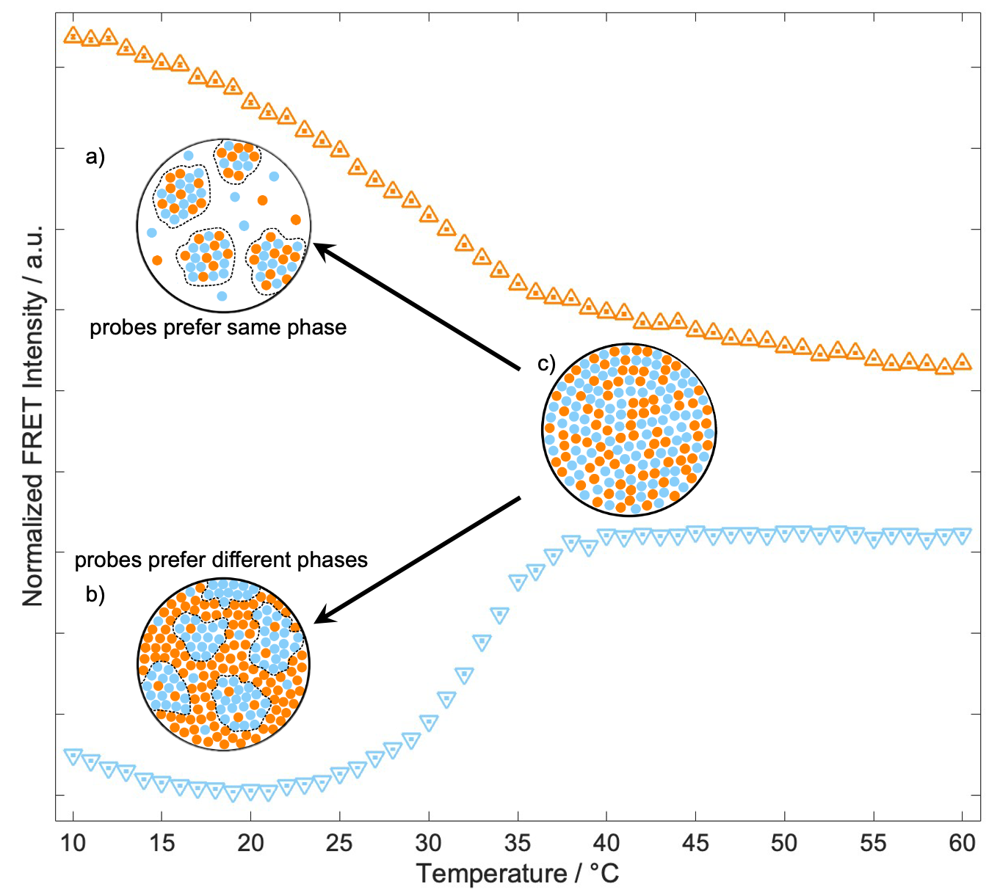 a)
probes prefer same phase
c)
probes prefer different phases
b)
Normalized FRET Intensity / a.u.
10 15 20 25 30 35 40 45 50 55 60
Temperature / °C